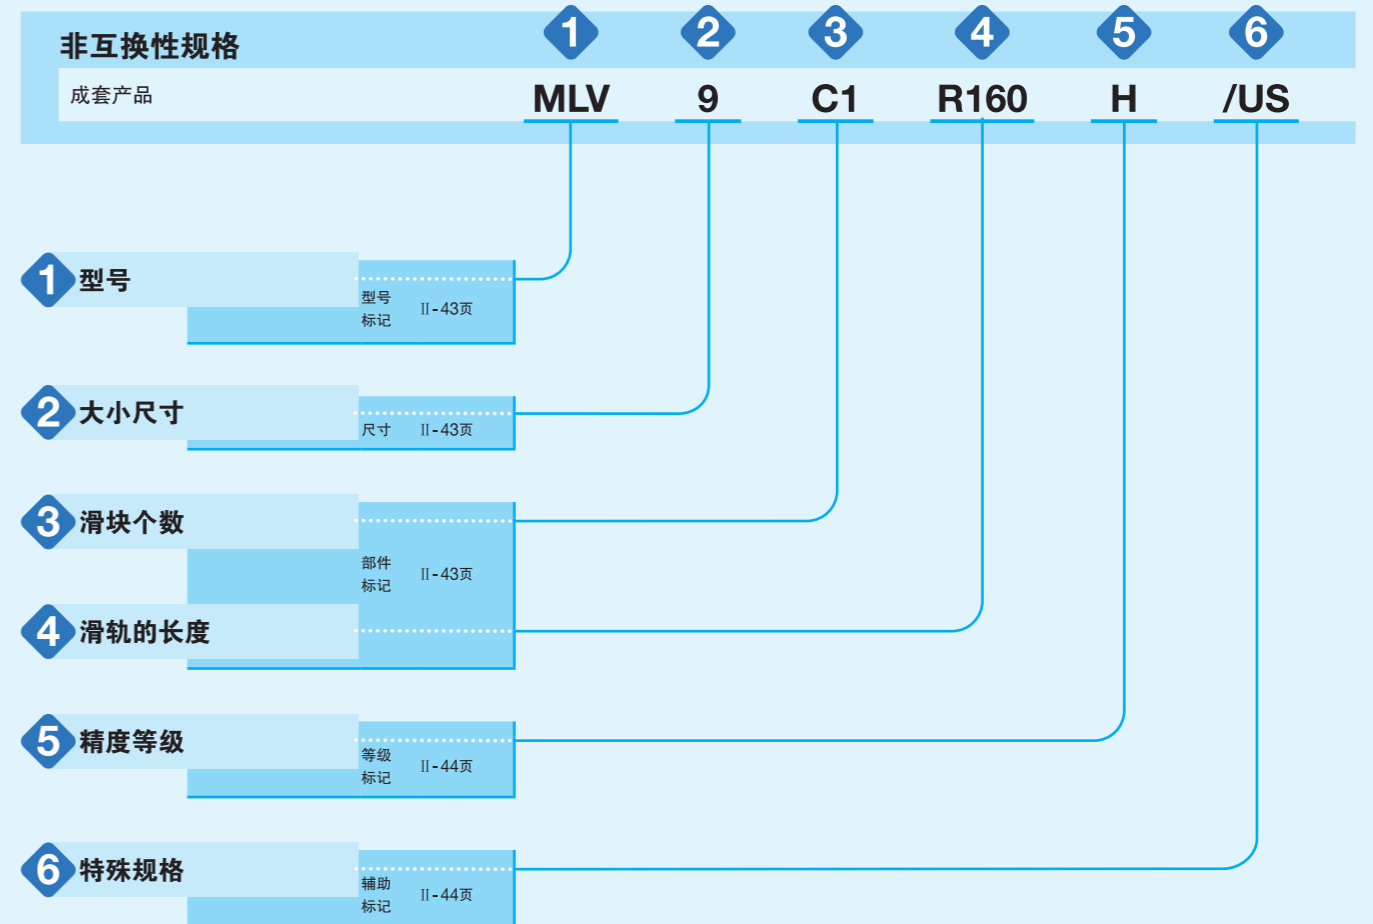 1 2 3 4 5 6
非互换性规格
成套产品 MLV 9 C1 R160 H /US
1 型号
型号
标记 II-43页
2 大小尺寸
尺寸 II-43页
3 滑块个数
部件
标记 II-43页
4 滑轨的长度
5 精度等级
等级
标记 II-44页
6 特殊规格
辅助
标记 II-44页